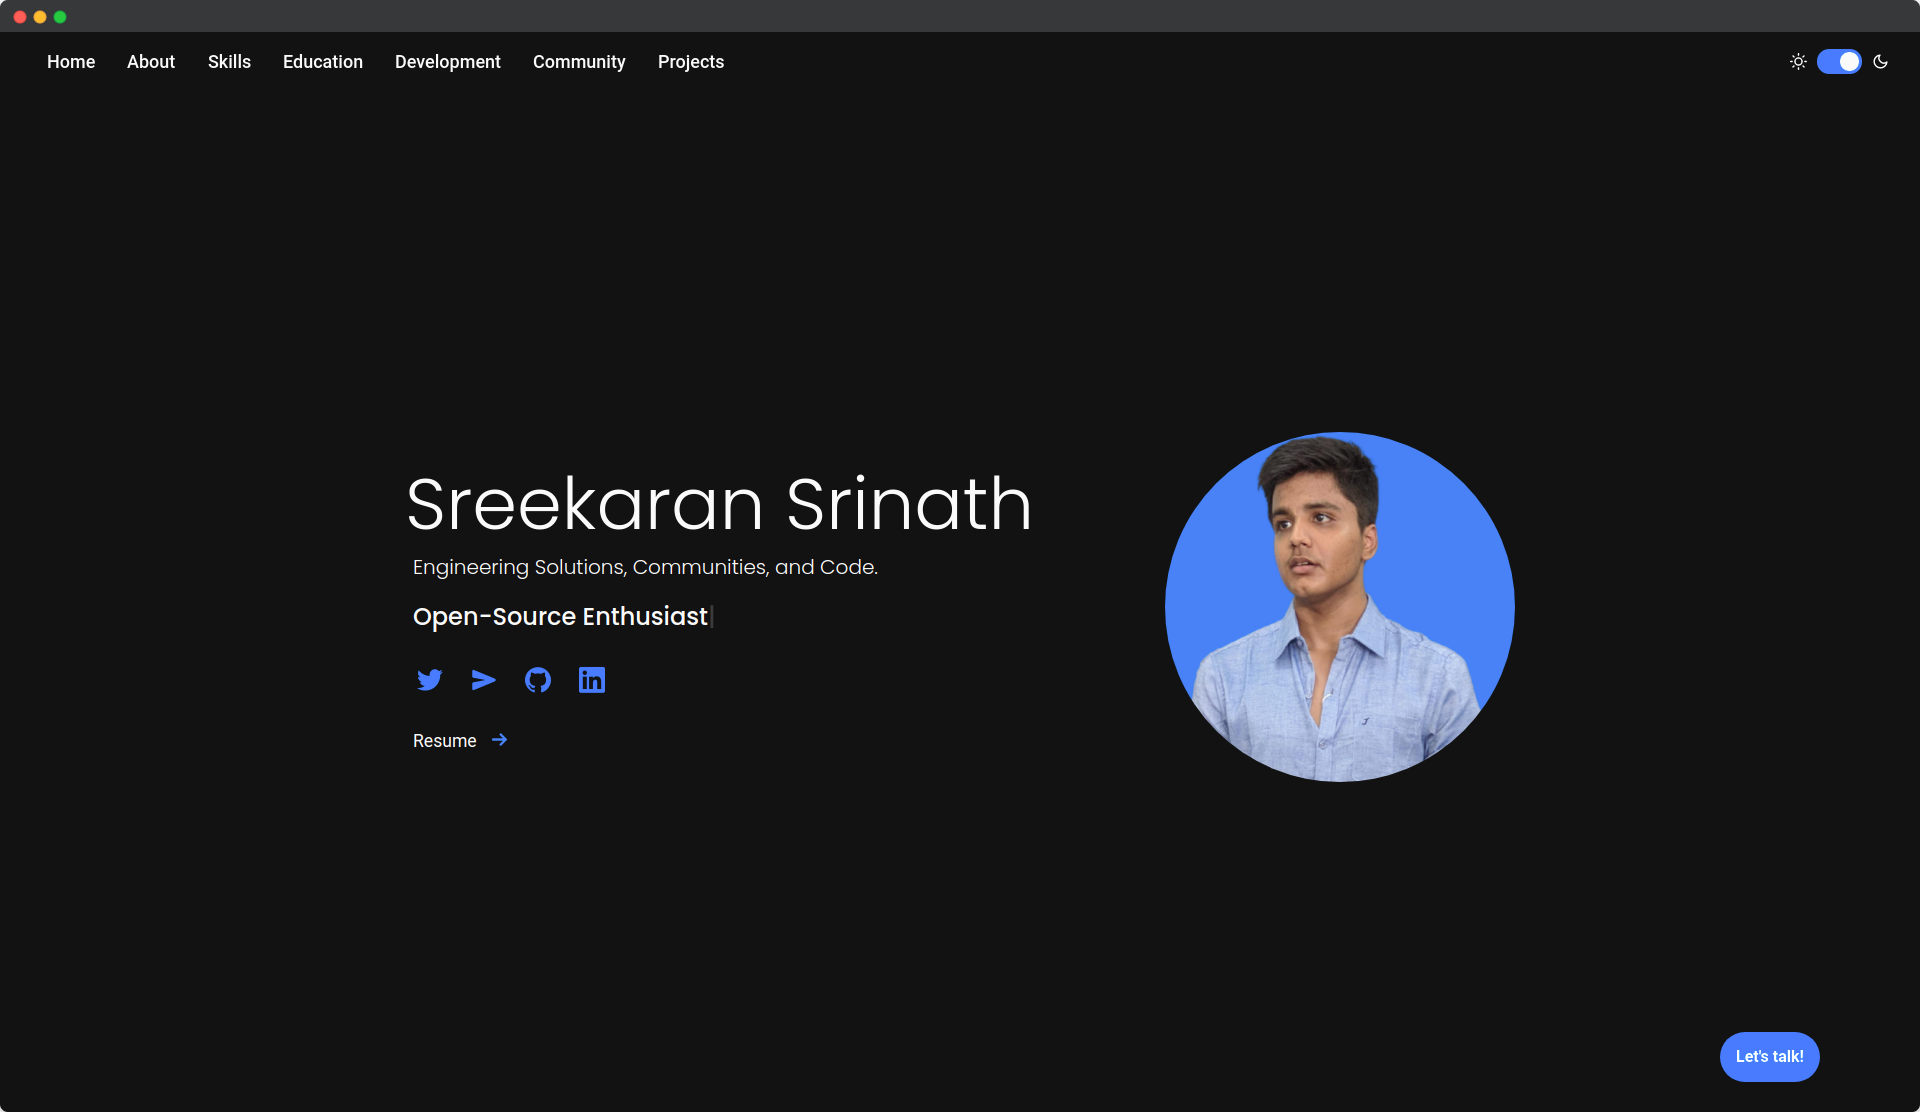 Home About Skills Education Development Community Projects
Sreekaran Srinath
Engineering Solutions, Communities, and Code.
Open-Source Enthusiast
Resume
Let's talk!